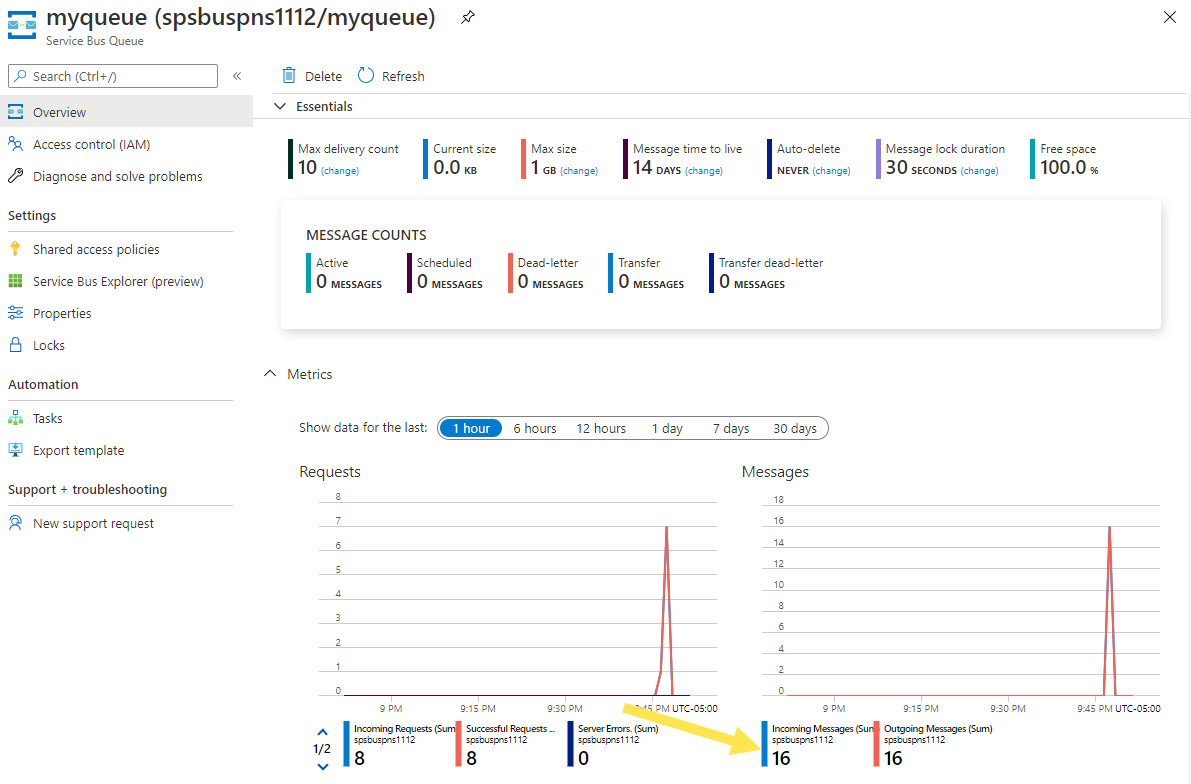 myqueue (spsbuspns1112/myqueue)
Service Bus Queue
Search (Ctrl+/)
«
Delete
Refresh
Overview
Access control (IAM)
Diagnose and solve problems
Settings
Shared access policies
Service Bus Explorer (preview)
Properties
Locks
Automation
Tasks
Export template
Support + troubleshooting
New support request
Essentials
Max delivery count
10 (change)
Current size
0.0 KB
Max size
1 GB (change)
Message time to live
14 DAYS (change)
Auto-delete
NEVER (change)
Message lock duration
30 SECONDS (change)
Free space
100.0 %
MESSAGE COUNTS
Active
0 MESSAGES
Scheduled
0 MESSAGES
Dead-letter
0 MESSAGES
Transfer
0 MESSAGES
Transfer dead-letter
0 MESSAGES
Metrics
Show data for the last:
1 hour
6 hours
12 hours
1 day
7 days
30 days
Requests
8
7
6
5
4
3
2
1
0
9 PM
9:15 PM
9:30 PM
9:45 PM
UTC-05:00
1/2
Incoming Requests (Sum)
spsbuspns1112
8
Successful Requests ...
spsbuspns1112
8
Server Errors. (Sum)
spsbuspns1112
0
Messages
18
16
14
12
10
8
6
4
2
0
9 PM
9:15 PM
9:30 PM
9:45 PM
UTC-05:00
Incoming Messages (Sum)
spsbuspns1112
16
Outgoing Messages (Sum)
spsbuspns1112
16